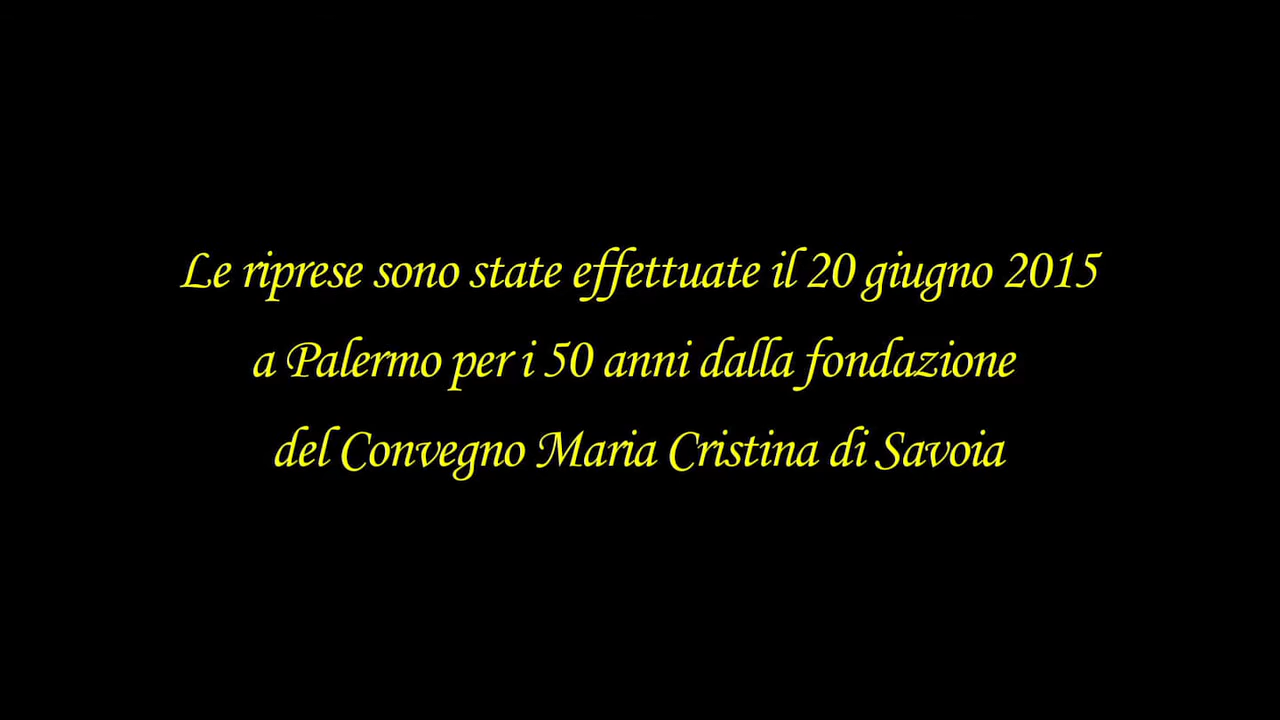 Le riprese sono state effettuate il 20 giugno 2015
a Palermo per i 50 anni dalla fondazione
del Convegno Maria Cristina di Savoia